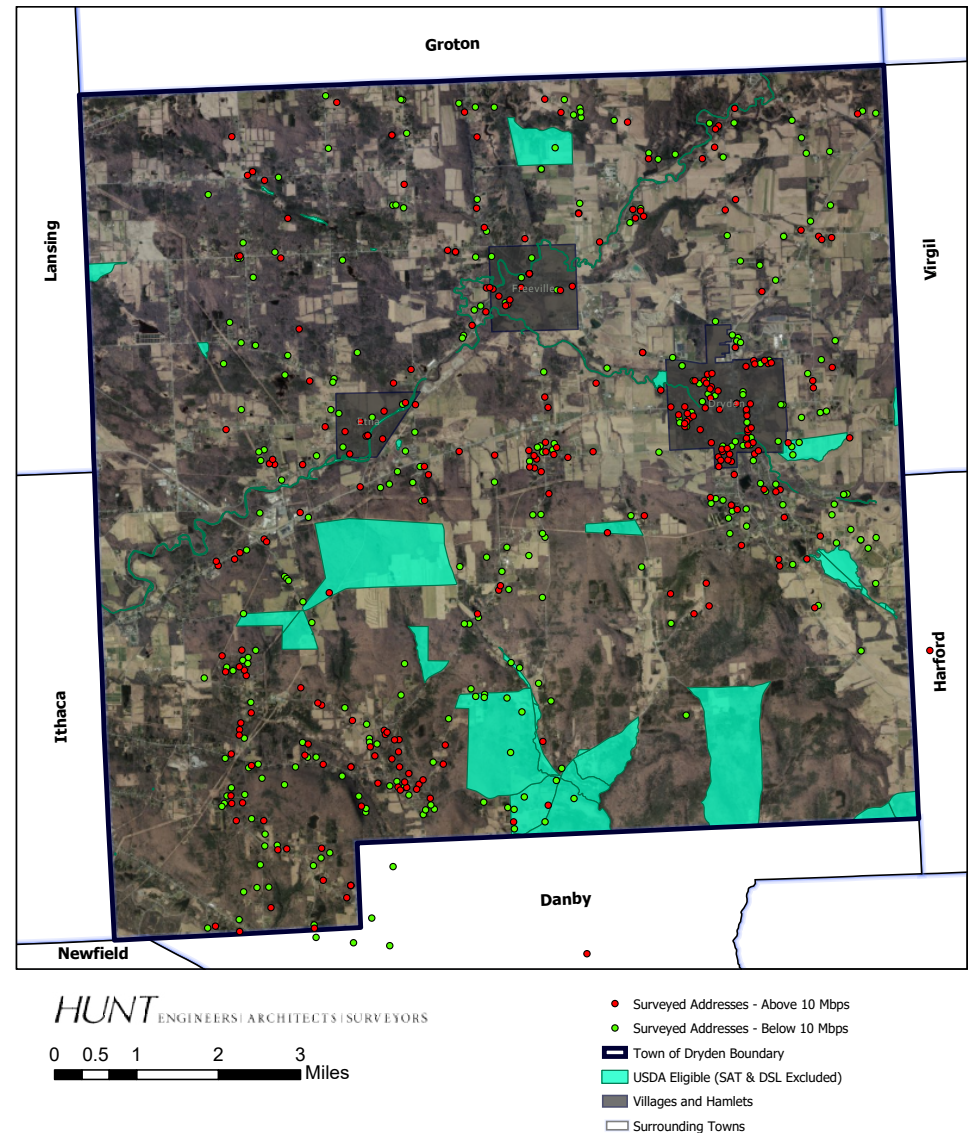 Groton
Lansing
Virgil
Freeville
Dryden
Etna
Harford
Ithaca
Danby
Newfield
HUNT ENGINEERS | ARCHITECTS | SURVEYORS
0 0.5 1 2 3
Miles
Surveyed Addresses - Above 10 Mbps
Surveyed Addresses - Below 10 Mbps
Town of Dryden Boundary
USDA Eligible (SAT & DSL Excluded)
Villages and Hamlets
Surrounding Towns